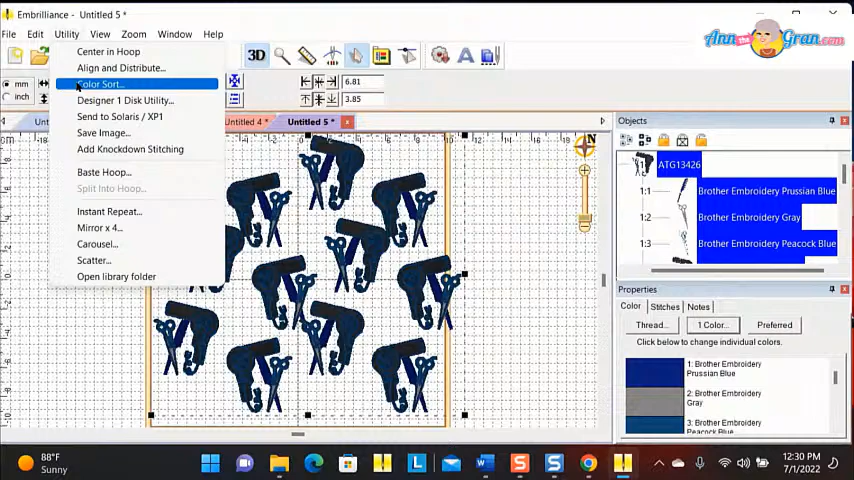 Embrilliance - Untitled 5 *
File Edit Utility View Zoom Window Help
Ann the Gran.com
3D
mm
inch
6.81
3.85
Center in Hoop
Align and Distribute...
Color Sort...
Designer 1 Disk Utility...
Send to Solaris / XP1
Save Image...
Add Knockdown Stitching
Baste Hoop...
Split Into Hoop...
Instant Repeat...
Mirror x 4...
Carousel...
Scatter...
Open library folder
Untitled 4 * Untitled 5 *
N
Objects
1 ATG13426
1:1 Brother Embroidery Prussian Blue
1:2 Brother Embroidery Gray
1:3 Brother Embroidery Peacock Blue
Properties
Color Stitches Notes
Thread... 1 Color... Preferred
Click below to change individual colors.
1: Brother Embroidery
Prussian Blue
2: Brother Embroidery
Gray
3: Brother Embroidery
Peacock Blue
88°F
Sunny
12:30 PM
7/1/2022